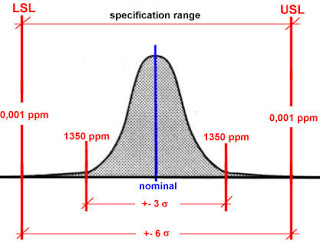 LSL
specification range
USL
0,001 ppm
0,001 ppm
1350 ppm
1350 ppm
nominal
+- 3 σ
+- 6 σ